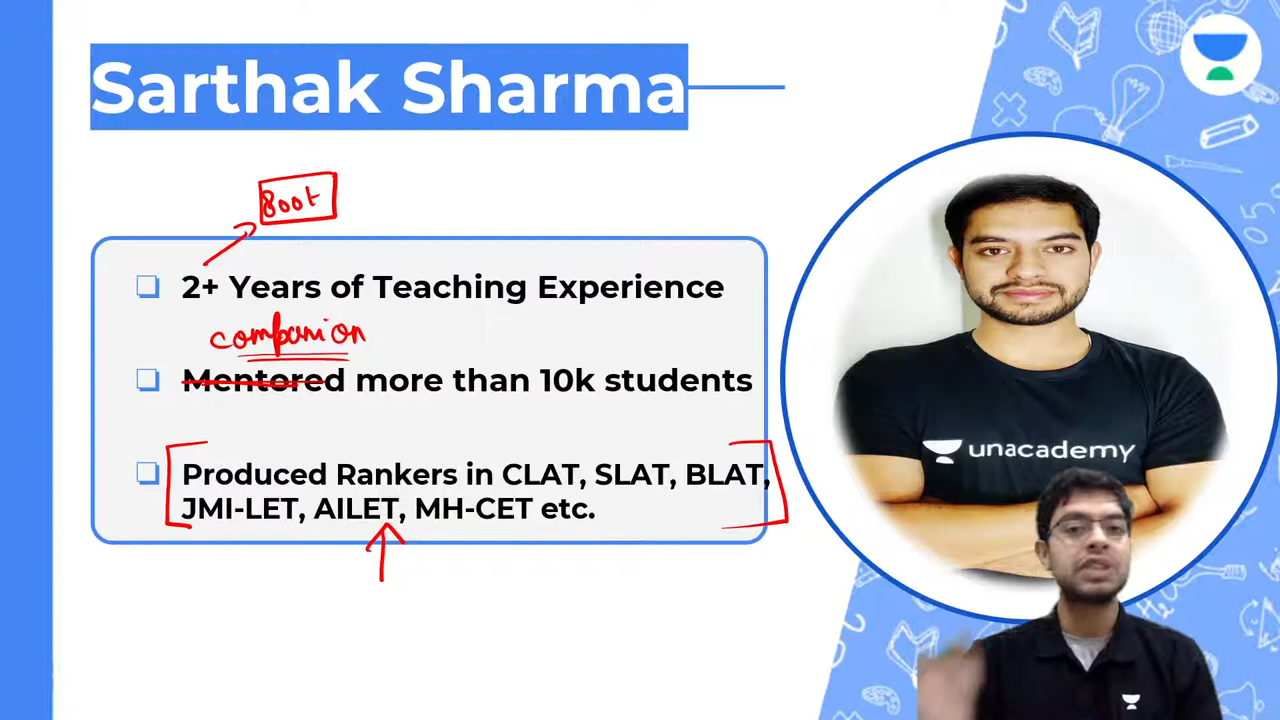 Sarthak Sharma
800+
2+ Years of Teaching Experience
companion
Mentored more than 10k students
Produced Rankers in CLAT, SLAT, BLAT,
JMI-LET, AILET, MH-CET etc.
unacademy